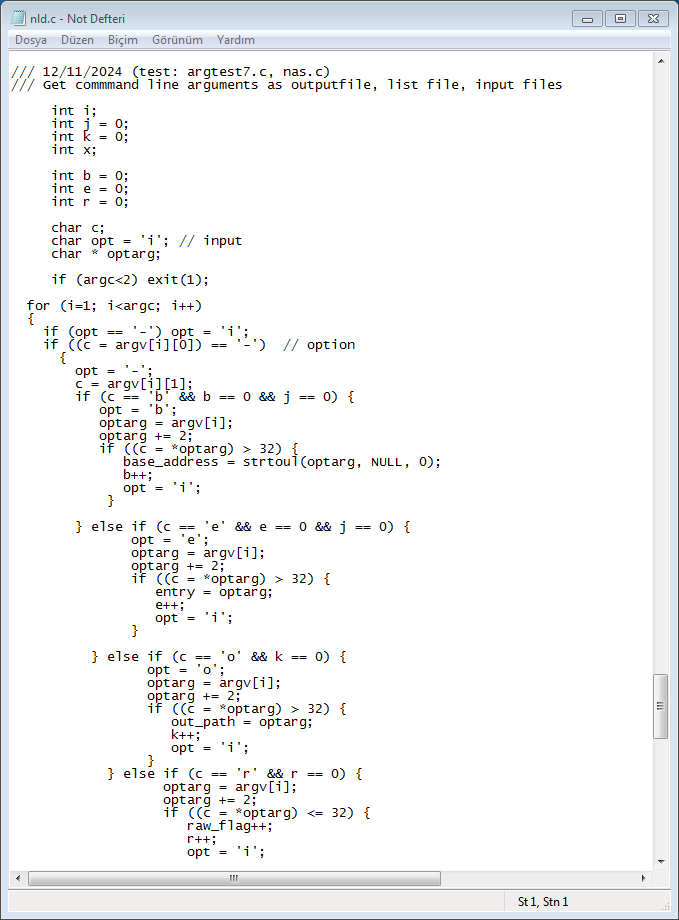 nld.c - Not Defteri
Dosya Düzen Biçim Görünüm Yardım
/// 12/11/2024 (test: argtest7.c, nas.c)
/// Get commmand line arguments as outputfile, list file, input files
int i;
int j = 0;
int k = 0;
int x;
int b = 0;
int e = 0;
int r = 0;
char c;
char opt = 'i'; // input
char * optarg;
if (argc<2) exit(1);
for (i=1; i<argc; i++)
{
if (opt == '-') opt = 'i';
if ((c = argv[i][0]) == '-')  // option
{
opt = '-';
c = argv[i][1];
if (c == 'b' && b == 0 && j == 0) {
opt = 'b';
optarg = argv[i];
optarg += 2;
if ((c = *optarg) > 32) {
base_address = strtoul(optarg, NULL, 0);
b++;
opt = 'i';
}
} else if (c == 'e' && e == 0 && j == 0) {
opt = 'e';
optarg = argv[i];
optarg += 2;
if ((c = *optarg) > 32) {
entry = optarg;
e++;
opt = 'i';
}
} else if (c == 'o' && k == 0) {
opt = 'o';
optarg = argv[i];
optarg += 2;
if ((c = *optarg) > 32) {
out_path = optarg;
k++;
opt = 'i';
}
} else if (c == 'r' && r == 0) {
optarg = argv[i];
optarg += 2;
if ((c = *optarg) <= 32) {
raw_flag++;
r++;
opt = 'i';
St 1, Stn 1